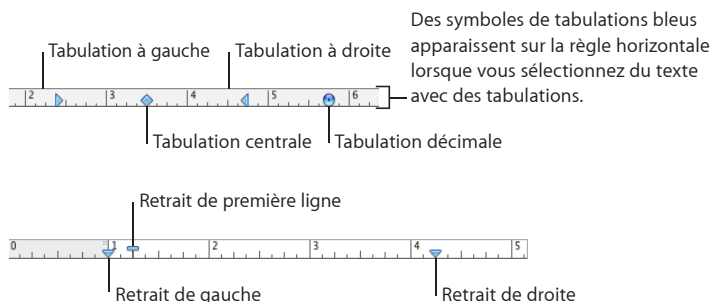 Des symboles de tabulations bleus
apparaissent sur la règle horizontale
lorsque vous sélectionnez du texte
avec des tabulations.
Tabulation à gauche
Tabulation à droite
2 3 4 5 6
Tabulation centrale
Tabulation décimale
Retrait de première ligne
0 1 2 3 4 5
Retrait de gauche
Retrait de droite